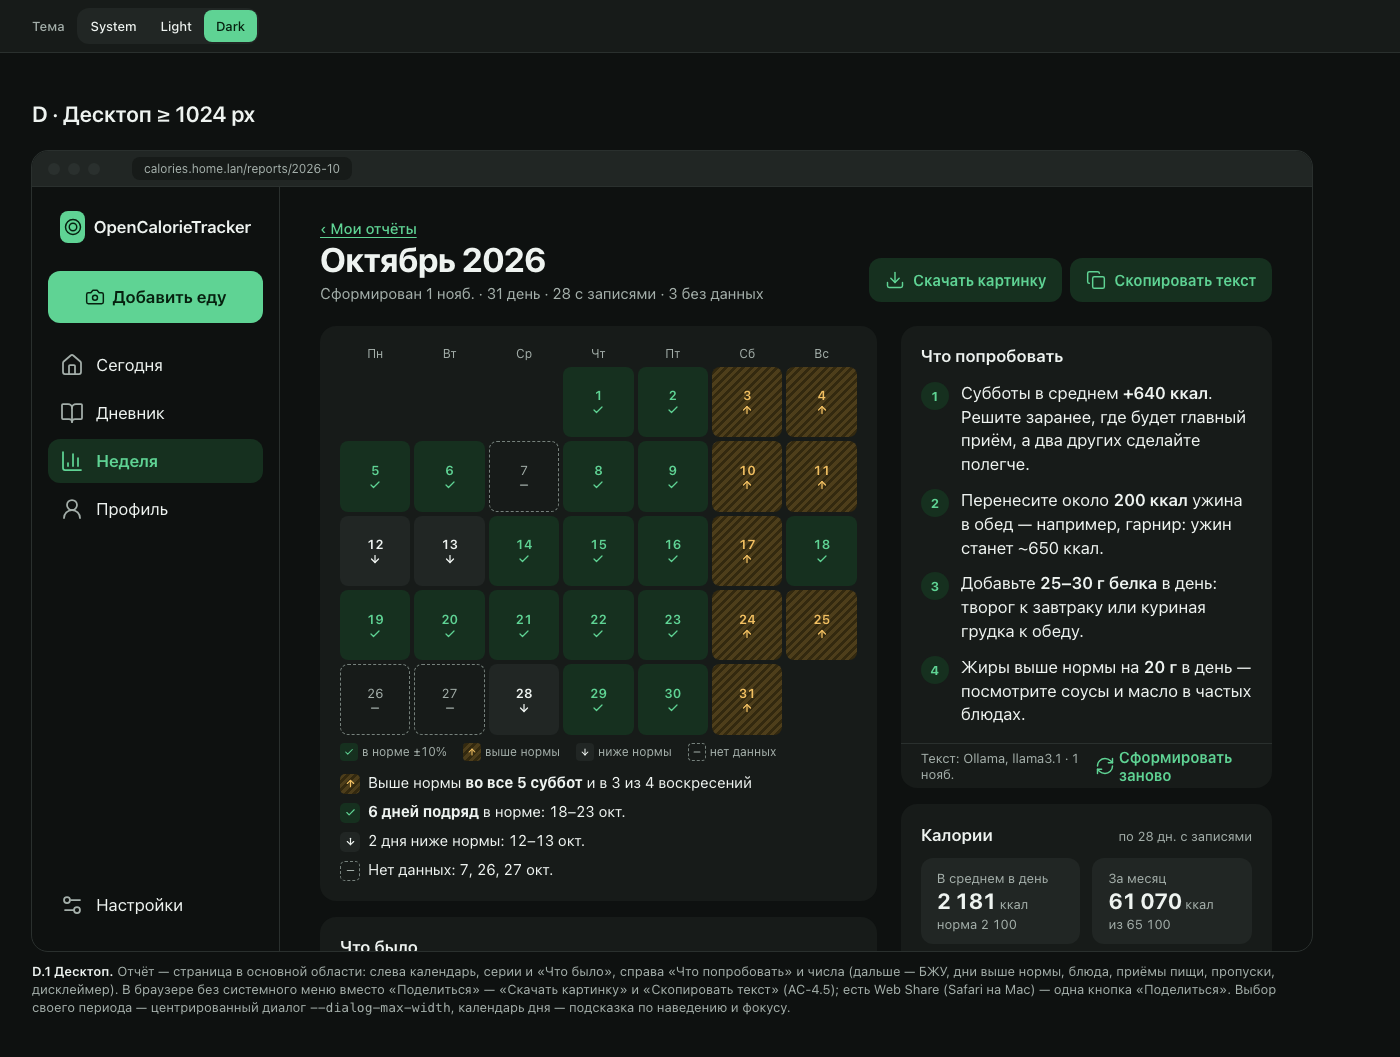 Тема System Light Dark
D · Десктоп ≥ 1024 px
calories.home.lan/reports/2026-10
OpenCalorieTracker
Добавить еду
Сегодня
Дневник
Неделя
Профиль
Настройки
‹ Мои отчёты
Октябрь 2026
Сформирован 1 нояб. · 31 день · 28 с записями · 3 без данных
Скачать картинку
Скопировать текст
Пн Вт Ср Чт Пт Сб Вс
1 2 3 4
5 6 7 8 9 10 11
12 13 14 15 16 17 18
19 20 21 22 23 24 25
26 27 28 29 30 31
в норме ±10% выше нормы ниже нормы нет данных
Выше нормы во все 5 суббот и в 3 из 4 воскресений
6 дней подряд в норме: 18–23 окт.
2 дня ниже нормы: 12–13 окт.
Нет данных: 7, 26, 27 окт.
Что было
Что попробовать
1 Субботы в среднем +640 ккал.
Решите заранее, где будет главный
приём, а два других сделайте
полегче.
2 Перенесите около 200 ккал ужина
в обед — например, гарнир: ужин
станет ~650 ккал.
3 Добавьте 25–30 г белка в день:
творог к завтраку или куриная
грудка к обеду.
4 Жиры выше нормы на 20 г в день —
посмотрите соусы и масло в частых
блюдах.
Текст: Ollama, llama3.1 · 1
нояб.
Сформировать
заново
Калории
по 28 дн. с записями
В среднем в день
2 181 ккал
норма 2 100
За месяц
61 070 ккал
из 65 100
D.1 Десктоп. Отчёт — страница в основной области: слева календарь, серии и «Что было», справа «Что попробовать» и числа (дальше — БЖУ, дни выше нормы, блюда, приёмы пищи, пропуски,
дисклеймер). В браузере без системного меню вместо «Поделиться» — «Скачать картинку» и «Скопировать текст» (AC-4.5); есть Web Share (Safari на Mac) — одна кнопка «Поделиться». Выбор
своего периода — центрированный диалог --dialog-max-width, календарь дня — подсказка по наведению и фокусу.